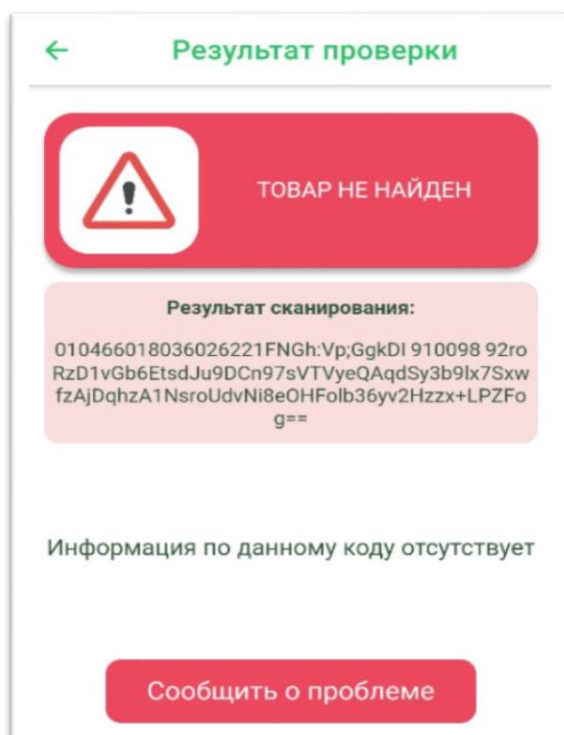 Результат проверки
ТОВАР НЕ НАЙДЕН
Результат сканирования:
010466018036026221FNGh:Vp;GgkDI 910098 92ro
RzD1vGb6EtsdJu9DCn97sVTVyeQAqdSy3b9lx7Sxw
fzAjDqhzA1NsroUdvNi8eOHFolb36yv2Hzzx+LPZFo
g==
Информация по данному коду отсутствует
Сообщить о проблеме